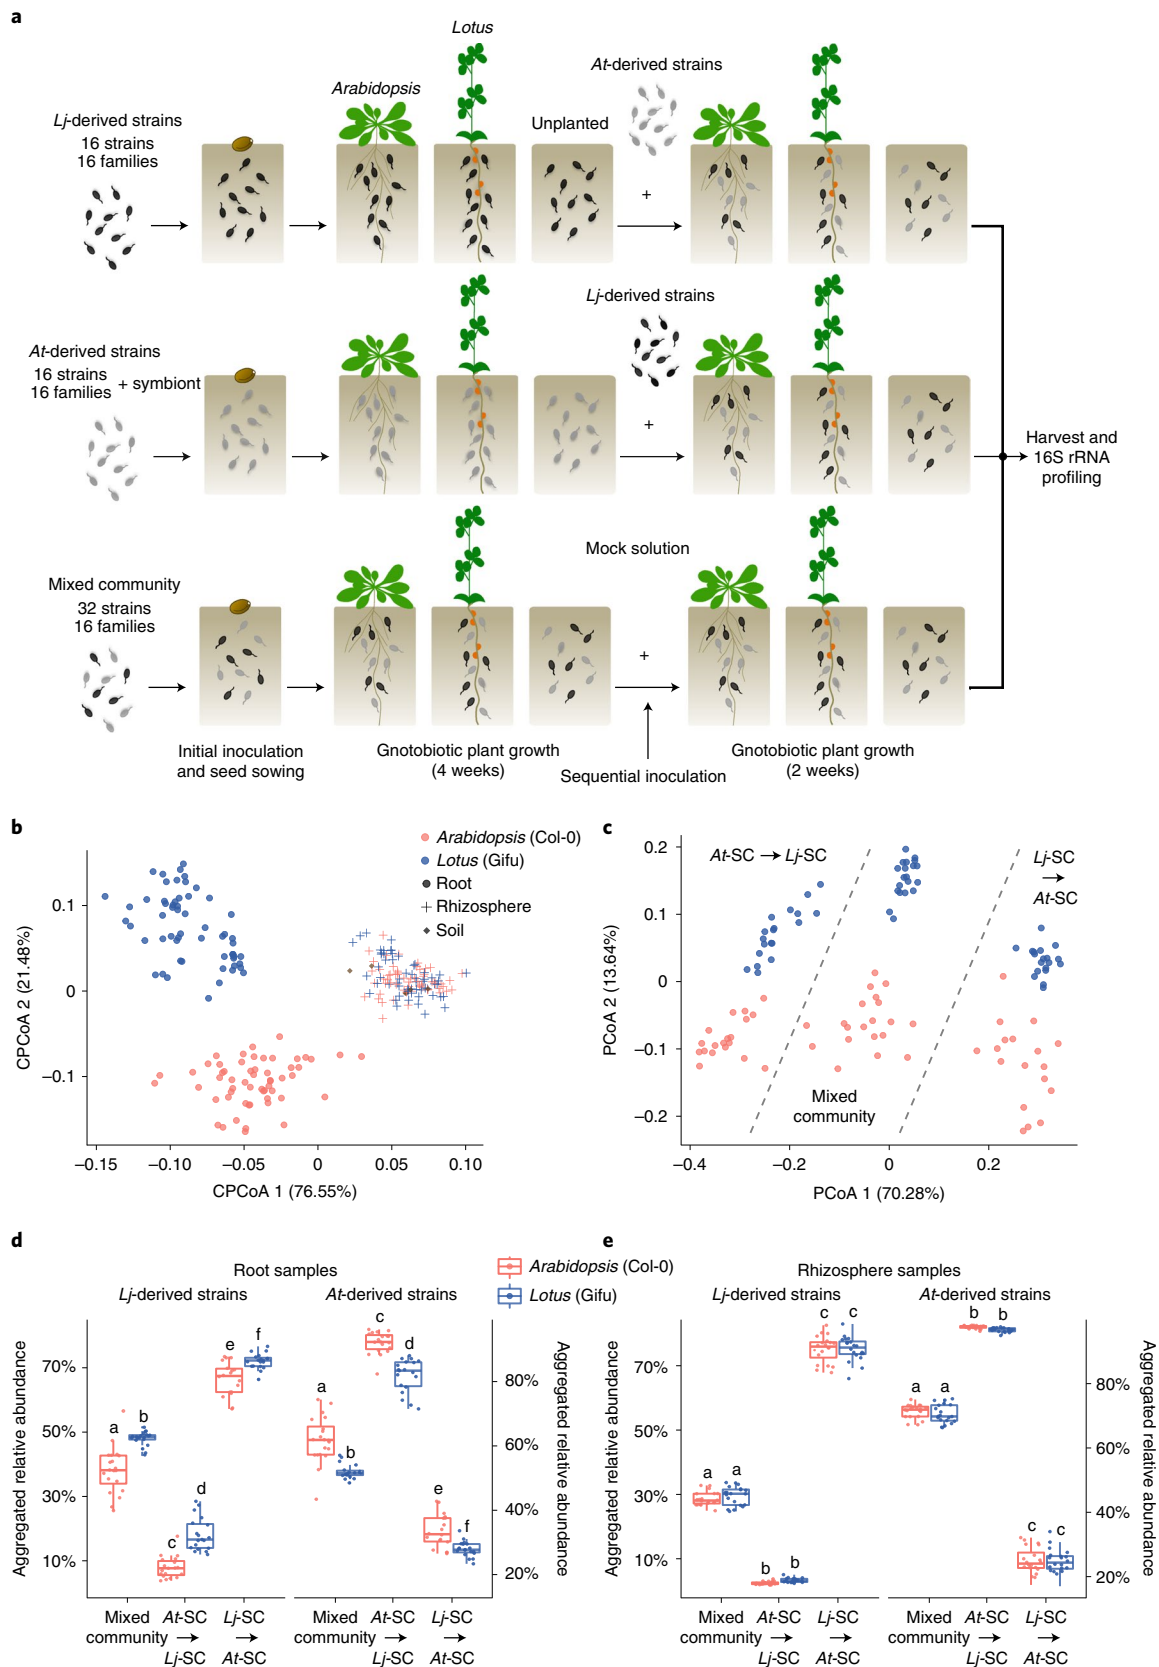 a
Lotus
At-derived strains
Arabidopsis
Lj-derived strains
16 strains
16 families
Unplanted
+
Lj-derived strains
At-derived strains
16 strains
16 families
+ symbiont
+
Harvest and
16S rRNA
profiling
Mock solution
Mixed community
32 strains
16 families
+
Initial inoculation
and seed sowing
Gnotobiotic plant growth
(4 weeks)
Sequential inoculation
Gnotobiotic plant growth
(2 weeks)
b
Arabidopsis (Col-0)
Lotus (Gifu)
Root
Rhizosphere
Soil
0.1
0
−0.1
CPCoA 2 (21.48%)
−0.15
−0.10
−0.05
0
0.05
0.10
CPCoA 1 (76.55%)
c
At-SC → Lj-SC
Lj-SC
→
At-SC
Mixed
community
0.2
0.1
0
−0.1
−0.2
PCoA 2 (13.64%)
−0.4
−0.2
0
0.2
PCoA 1 (70.28%)
d
Arabidopsis (Col-0)
Lotus (Gifu)
Root samples
Lj-derived strains
At-derived strains
Aggregated relative abundance
70%
50%
30%
10%
a
b
c
d
e
f
a
b
c
d
e
f
80%
60%
40%
20%
Aggregated relative abundance
Mixed
community
At-SC
→
Lj-SC
Lj-SC
→
At-SC
Mixed
community
At-SC
→
Lj-SC
Lj-SC
→
At-SC
e
Rhizosphere samples
Lj-derived strains
At-derived strains
Aggregated relative abundance
70%
50%
30%
10%
a
a
b
b
c
c
a
a
b
b
c
c
80%
60%
40%
20%
Aggregated relative abundance
Mixed
community
At-SC
→
Lj-SC
Lj-SC
→
At-SC
Mixed
community
At-SC
→
Lj-SC
Lj-SC
→
At-SC